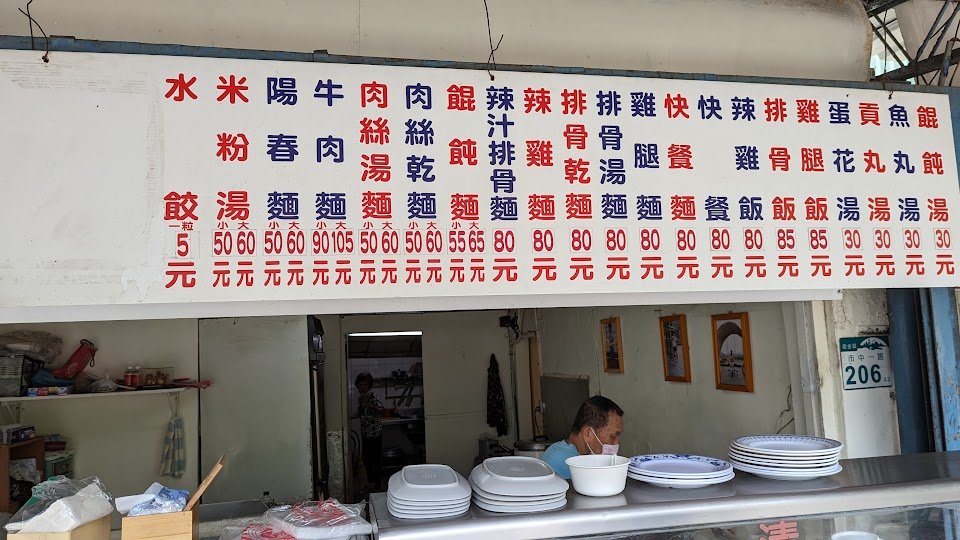 餛飩湯30元
魚丸湯30元
貢丸湯30元
蛋花湯30元
雞腿飯85元
排骨飯85元
辣雞飯80元
快餐80元
快餐麵80元
雞腿麵80元
排骨湯麵80元
排骨乾麵80元
辣雞麵80元
辣汁排骨麵80元
餛飩麵小55元大65元
肉絲乾麵小50元大60元
肉絲湯麵小50元大60元
牛肉麵小90元大105元
陽春麵小50元大60元
米粉湯小50元大60元
水餃一粒5元
市中一路
206